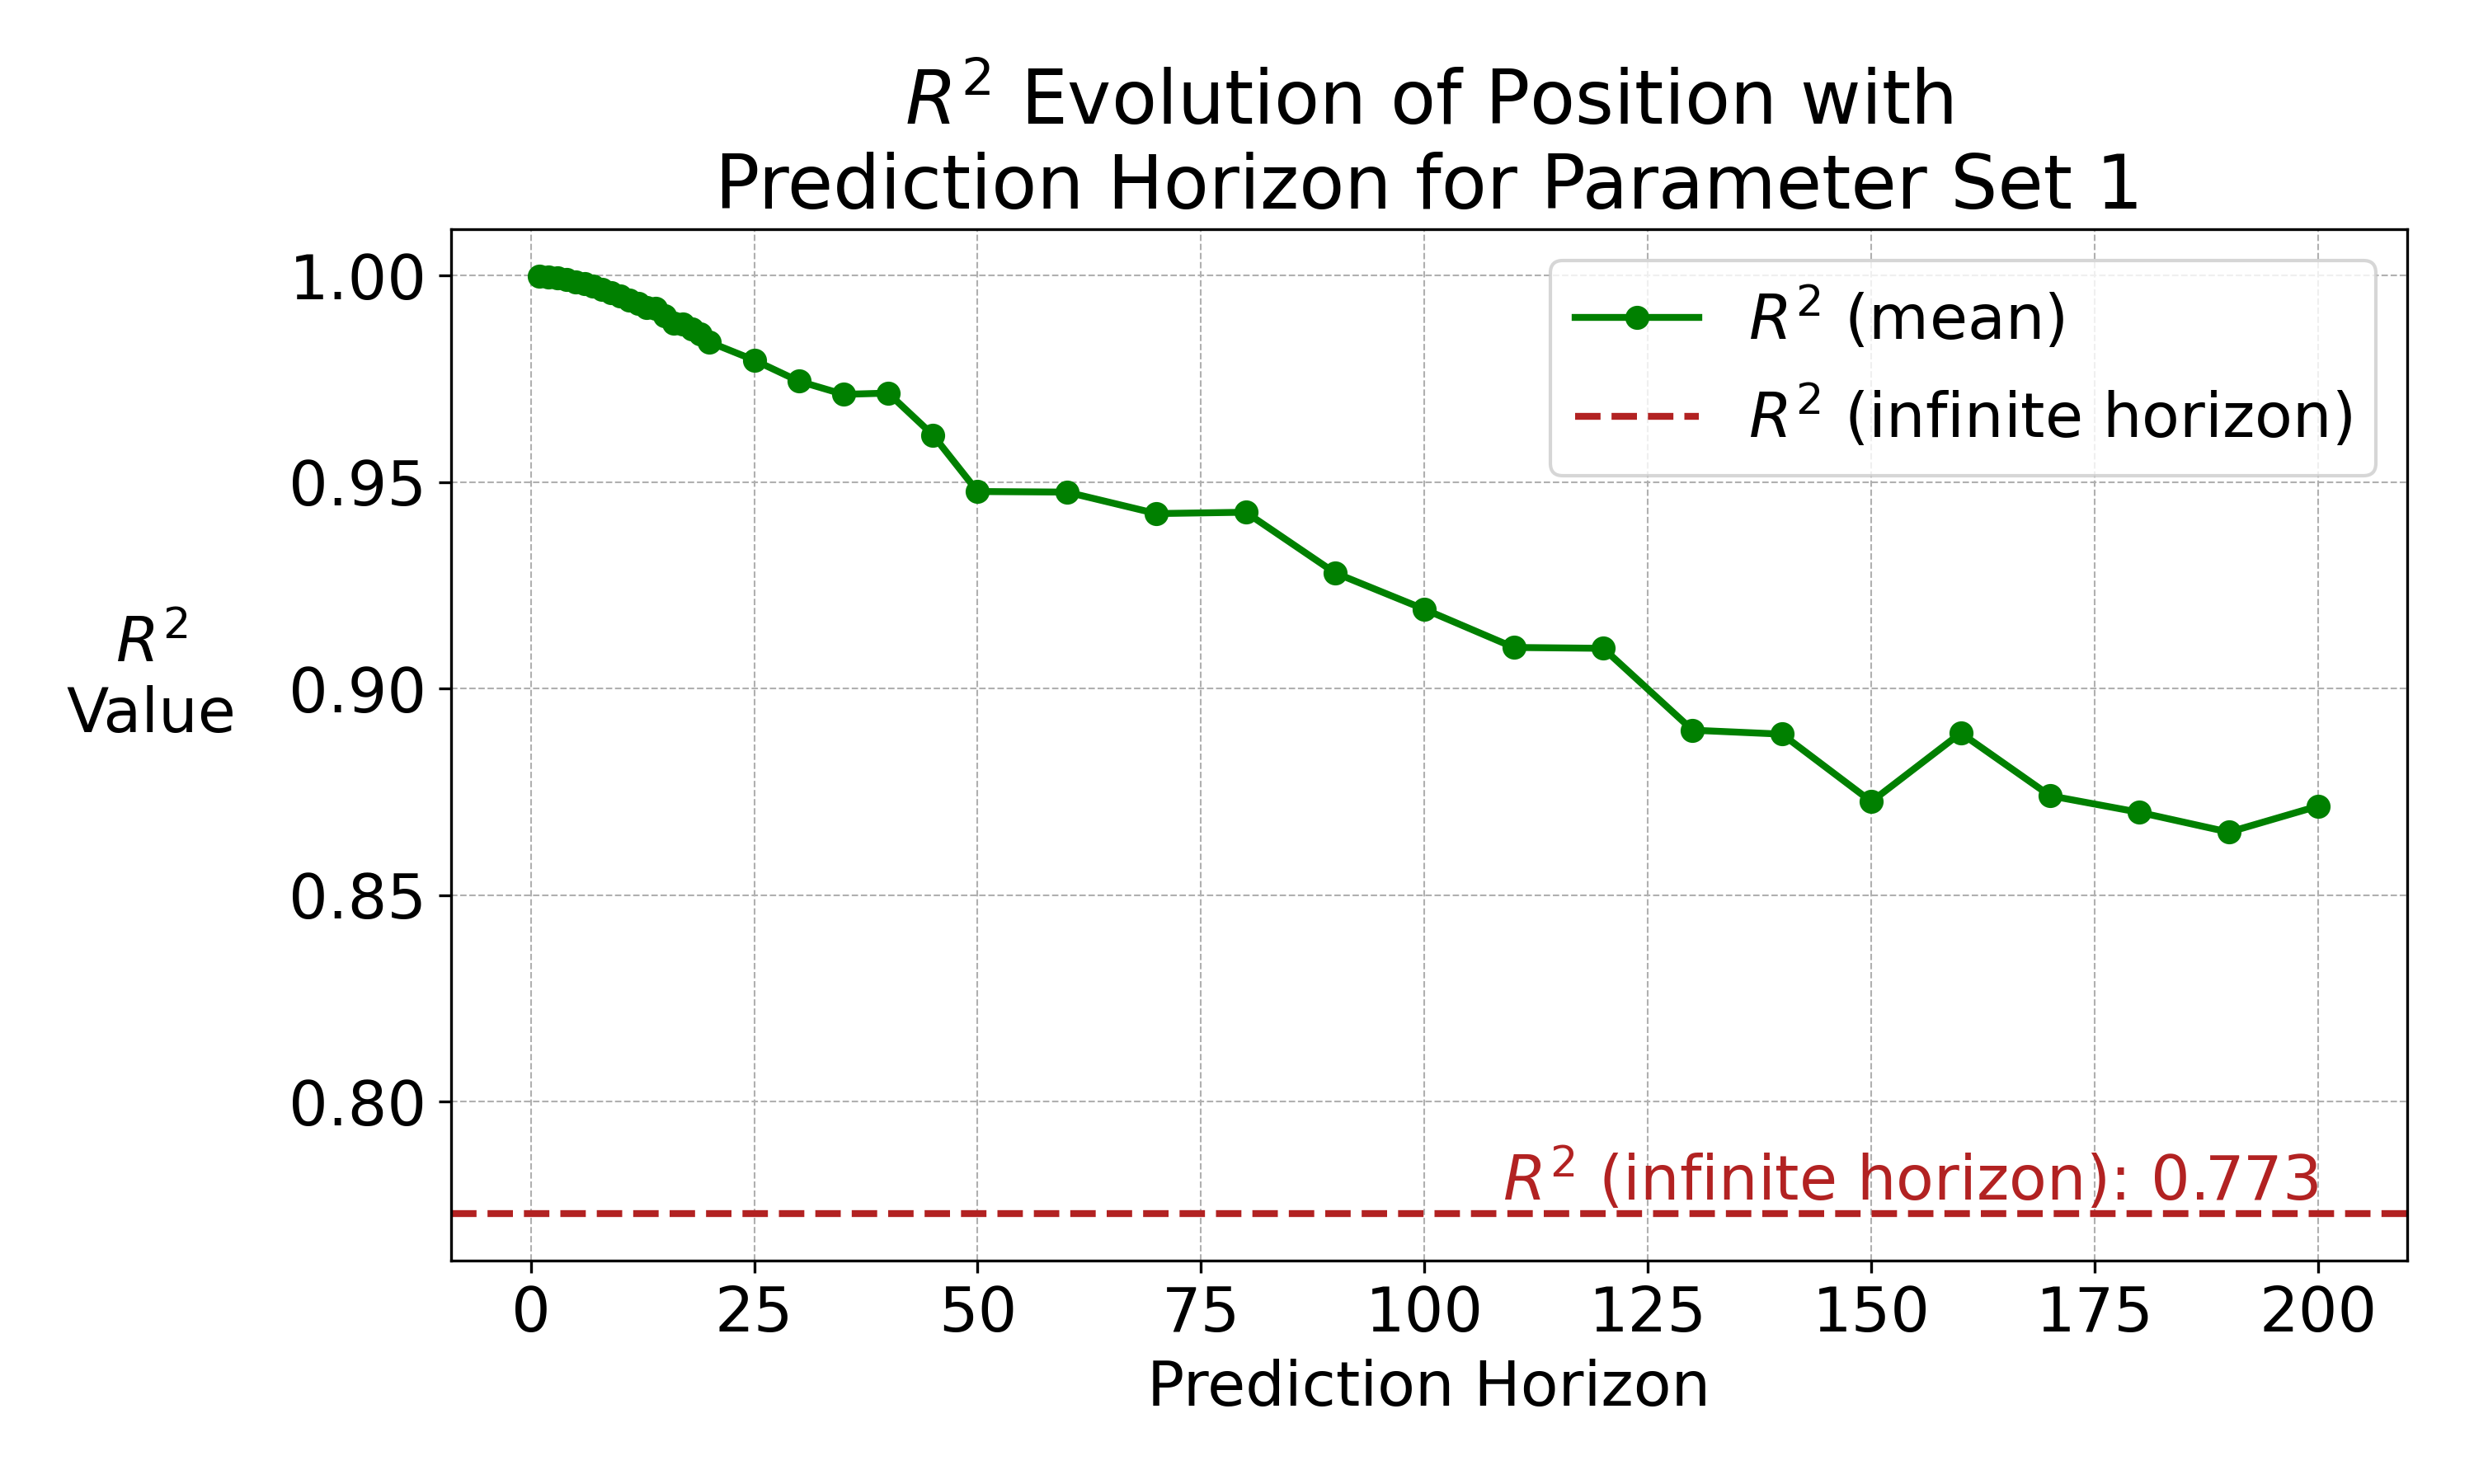 R² Evolution of Position with
Prediction Horizon for Parameter Set 1
R² (mean)
R² (infinite horizon)
R²
Value
1.00
0.95
0.90
0.85
0.80
R² (infinite horizon): 0.773
0 25 50 75 100 125 150 175 200
Prediction Horizon